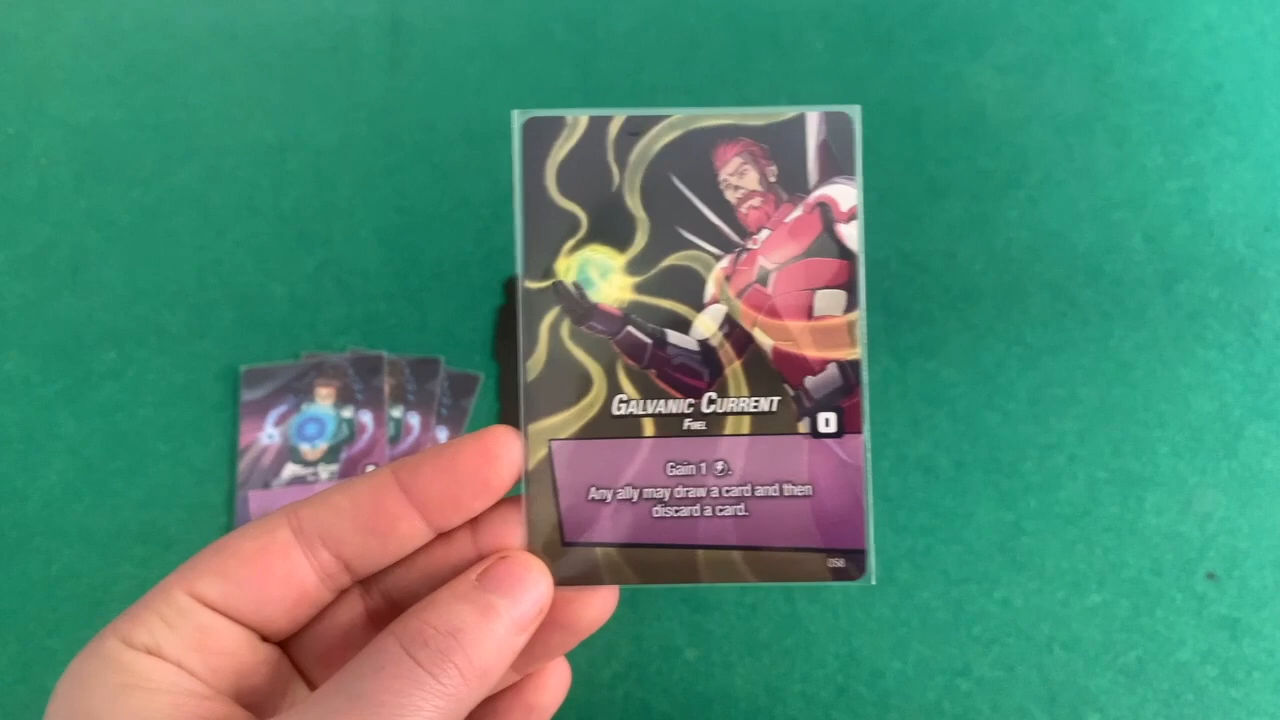 GALVANIC CURRENT
FUEL
0
Gain 1 .
Any ally may draw a card and then
discard a card.
058